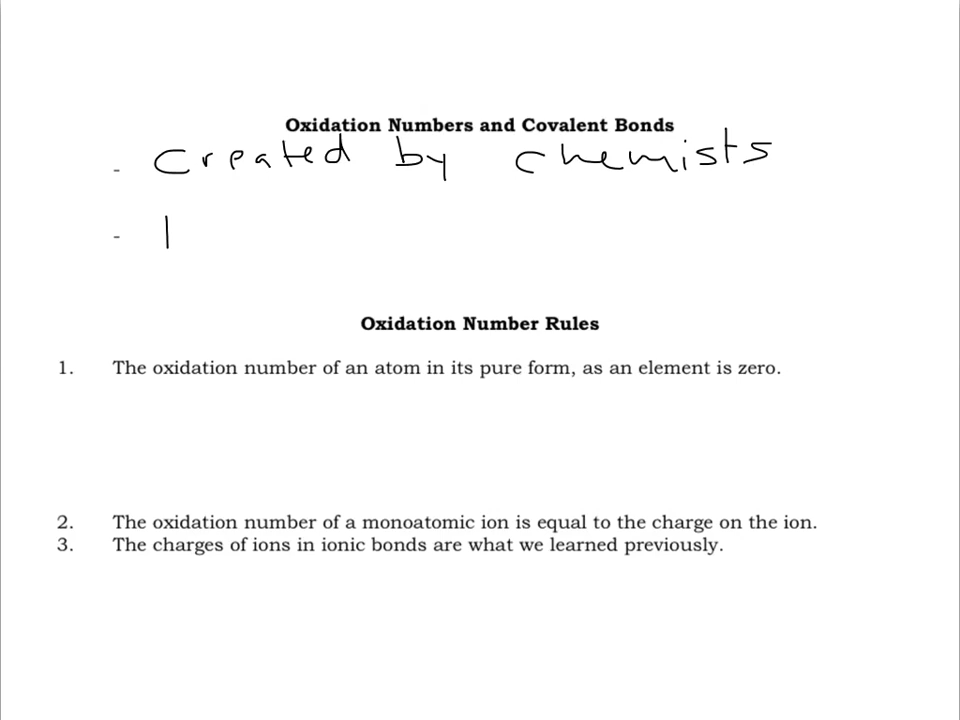 Oxidation Numbers and Covalent Bonds
- Created by chemists
-
Oxidation Number Rules
1. The oxidation number of an atom in its pure form, as an element is zero.
2. The oxidation number of a monoatomic ion is equal to the charge on the ion.
3. The charges of ions in ionic bonds are what we learned previously.